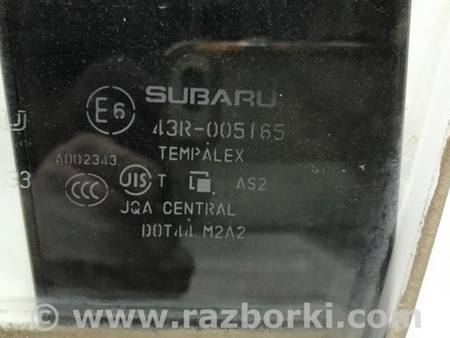 SUBARU
E6 43R-005165
A002343 TEMPALEX
CCC JIS T AS2
JQA CENTRAL
DOT44 M2A2
www.razborki.com